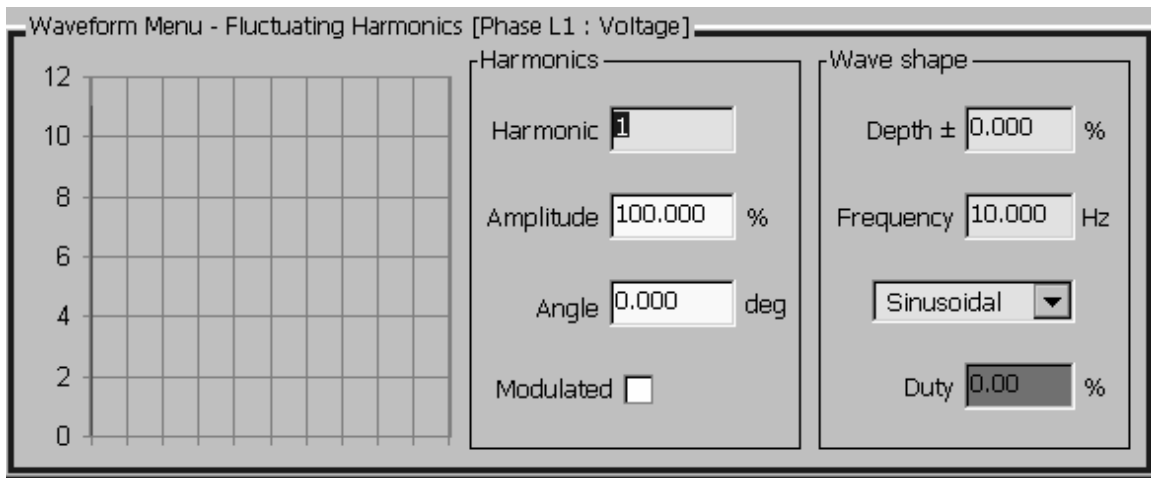 Waveform Menu - Fluctuating Harmonics [Phase L1 : Voltage]
12
10
8
6
4
2
0
Harmonics
Harmonic 1
Amplitude 100.000 %
Angle 0.000 deg
Modulated
Wave shape
Depth ± 0.000 %
Frequency 10.000 Hz
Sinusoidal
Duty 0.00 %